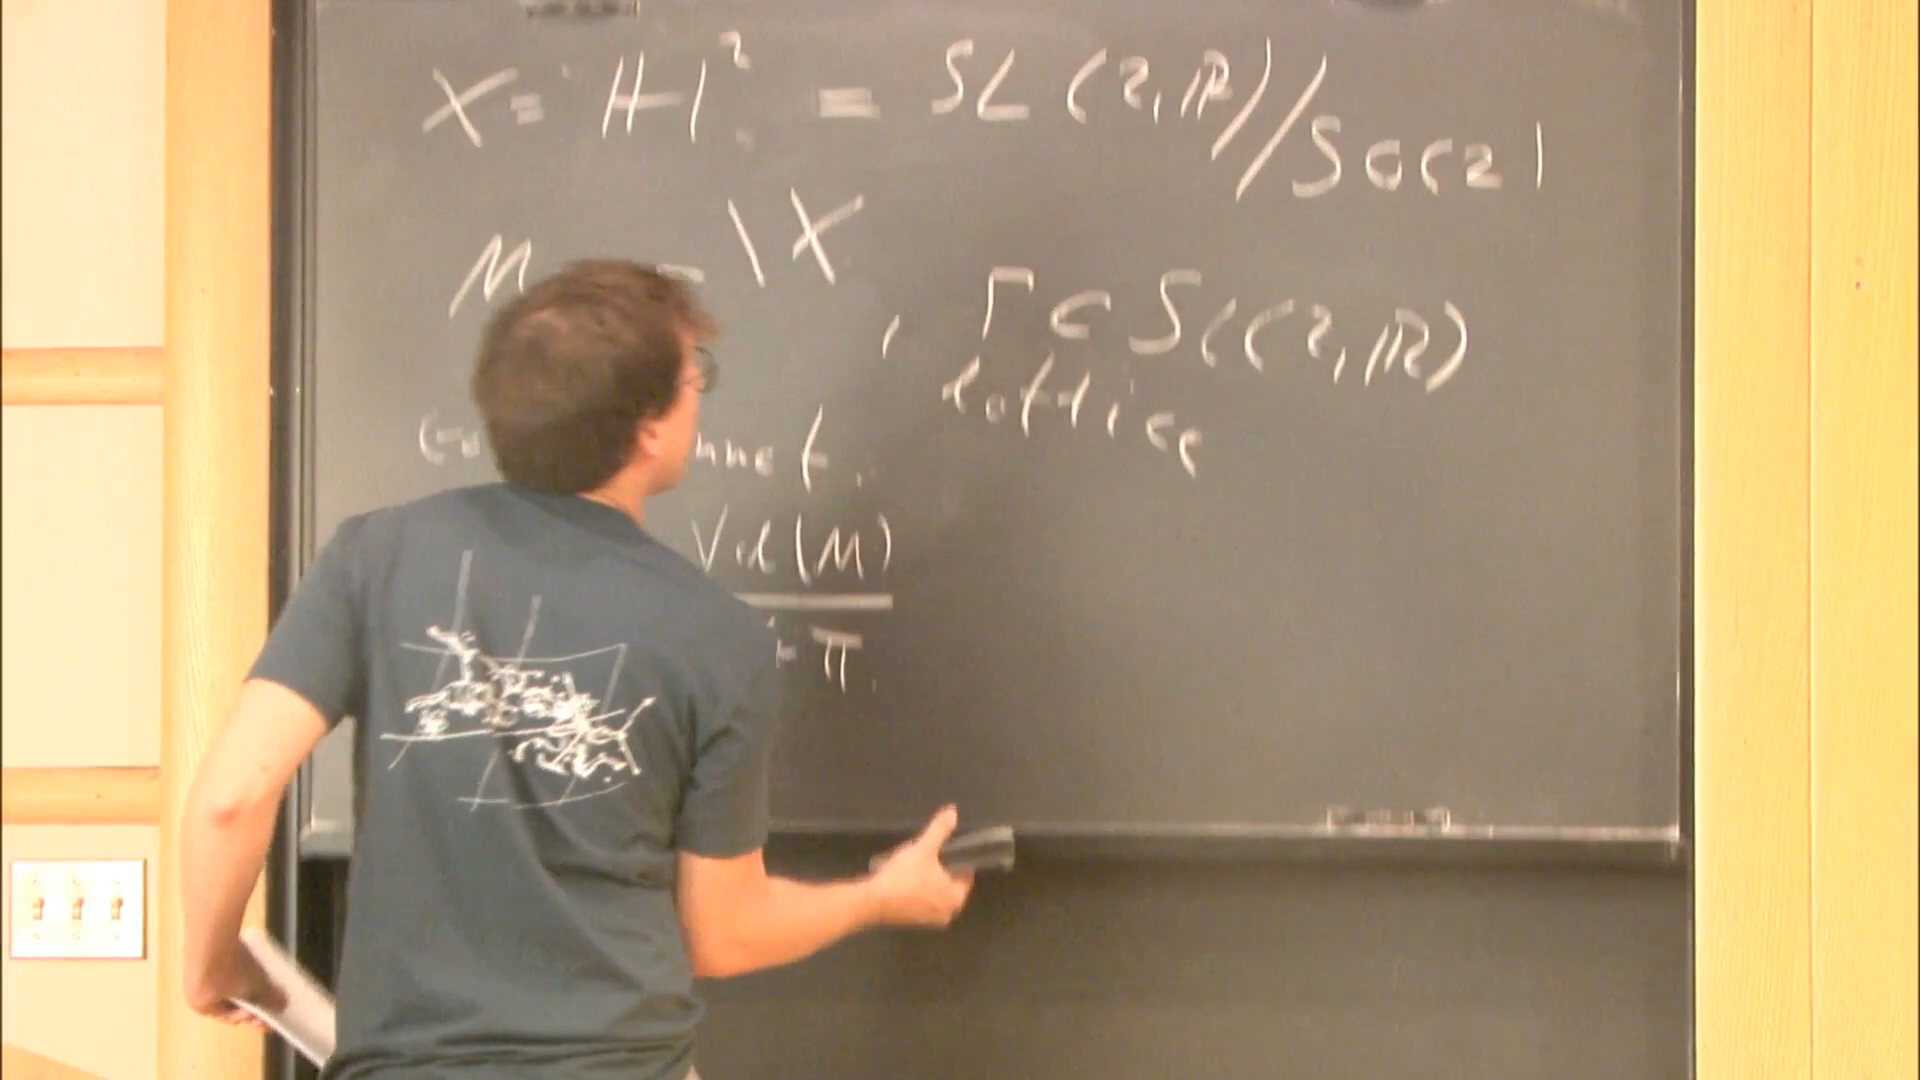 X = H² = SL(2,ℝ)/SO(2)
M = \X , Γ ⊂ SL(2,ℝ)
lattice
Vol(M)
π